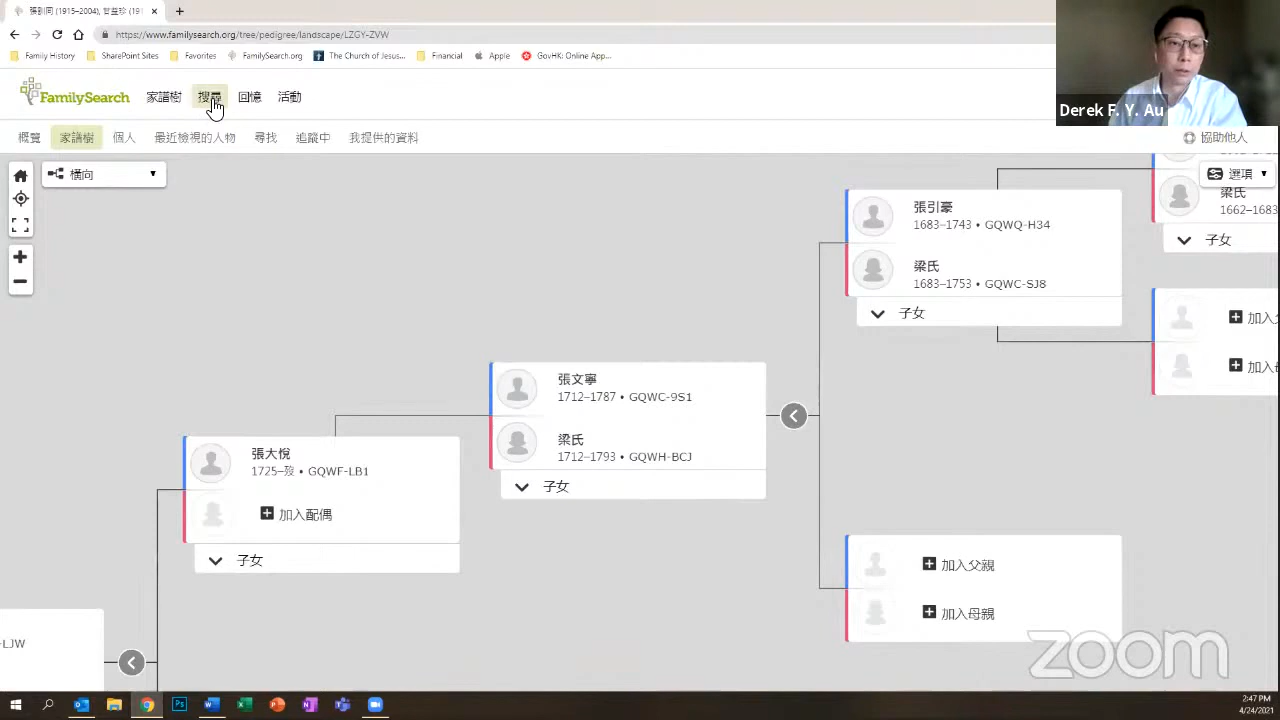 張引同 (1915–2004), 甘益珍 (191
https://www.familysearch.org/tree/pedigree/landscape/LZGY-ZVW
Family History
SharePoint Sites
Favorites
FamilySearch.org
The Church of Jesus...
Financial
Apple
GovHK: Online App...
FamilySearch
家譜樹
搜尋
回憶
活動
Derek F. Y. Au
概覽
家譜樹
個人
最近檢視的人物
尋找
追蹤中
我提供的資料
協助他人
橫向
選項
張引豪
1683–1743 • GQWQ-H34
梁氏
1683–1753 • GQWC-SJ8
子女
梁氏
1662–1683
子女
加入
加入
張文寧
1712–1787 • GQWC-9S1
梁氏
1712–1793 • GQWH-BCJ
子女
張大悅
1725–歿 • GQWF-LB1
加入配偶
子女
加入父親
加入母親
-LJW
zoom
2:47 PM
4/24/2021